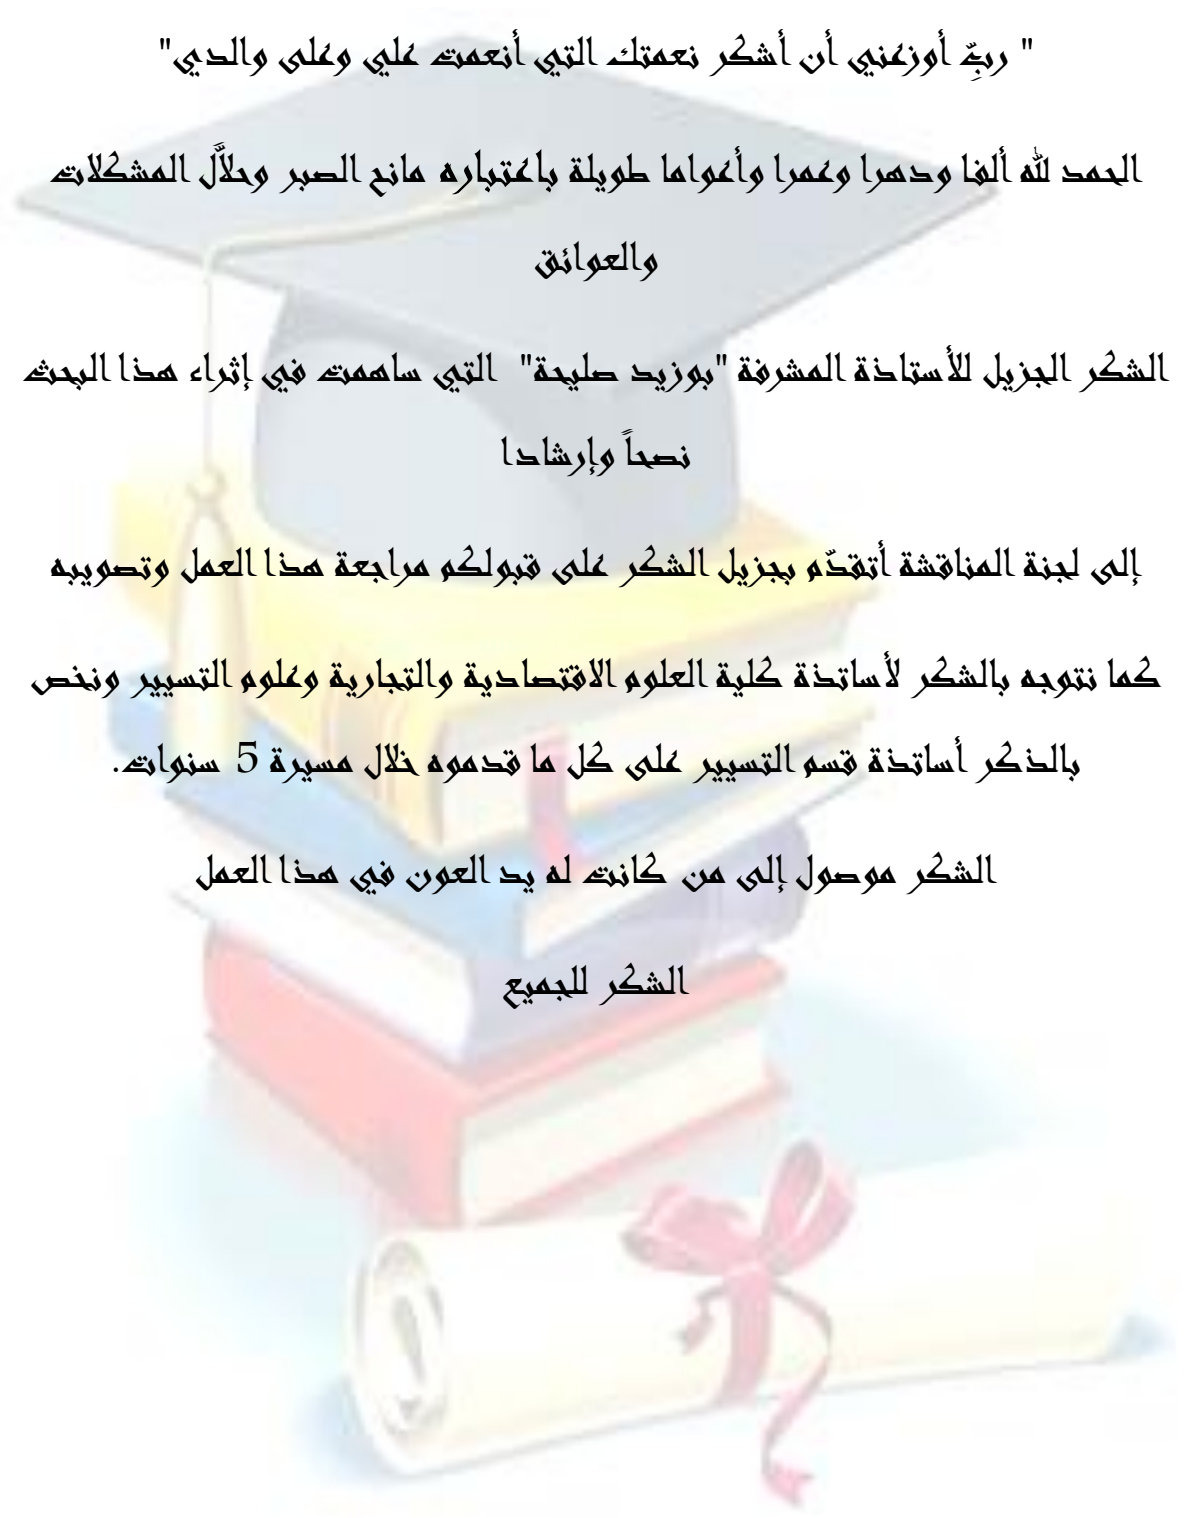 " ربِّ أوزعني أن أشكر نعمتك التي أنعمت علي وعلى والدي"
الحمد لله ألفا ودهرا وعمرا وأعواما طويلة باعتباره مانح الصبر وحلاَّل المشكلات
والعوائق
الشكر الجزيل للأستاذة المشرفة "بوزيد صليحة" التي ساهمت في إثراء هذا البحث
نصحاً وإرشادا
إلى لجنة المناقشة أتقدّم بجزيل الشكر على قبولكم مراجعة هذا العمل وتصويبه
كما نتوجه بالشكر لأساتذة كلية العلوم الاقتصادية والتجارية وعلوم التسيير ونخص
بالذكر أساتذة قسم التسيير على كل ما قدموه خلال مسيرة 5 سنوات.
الشكر موصول إلى من كانت له يد العون في هذا العمل
الشكر للجميع